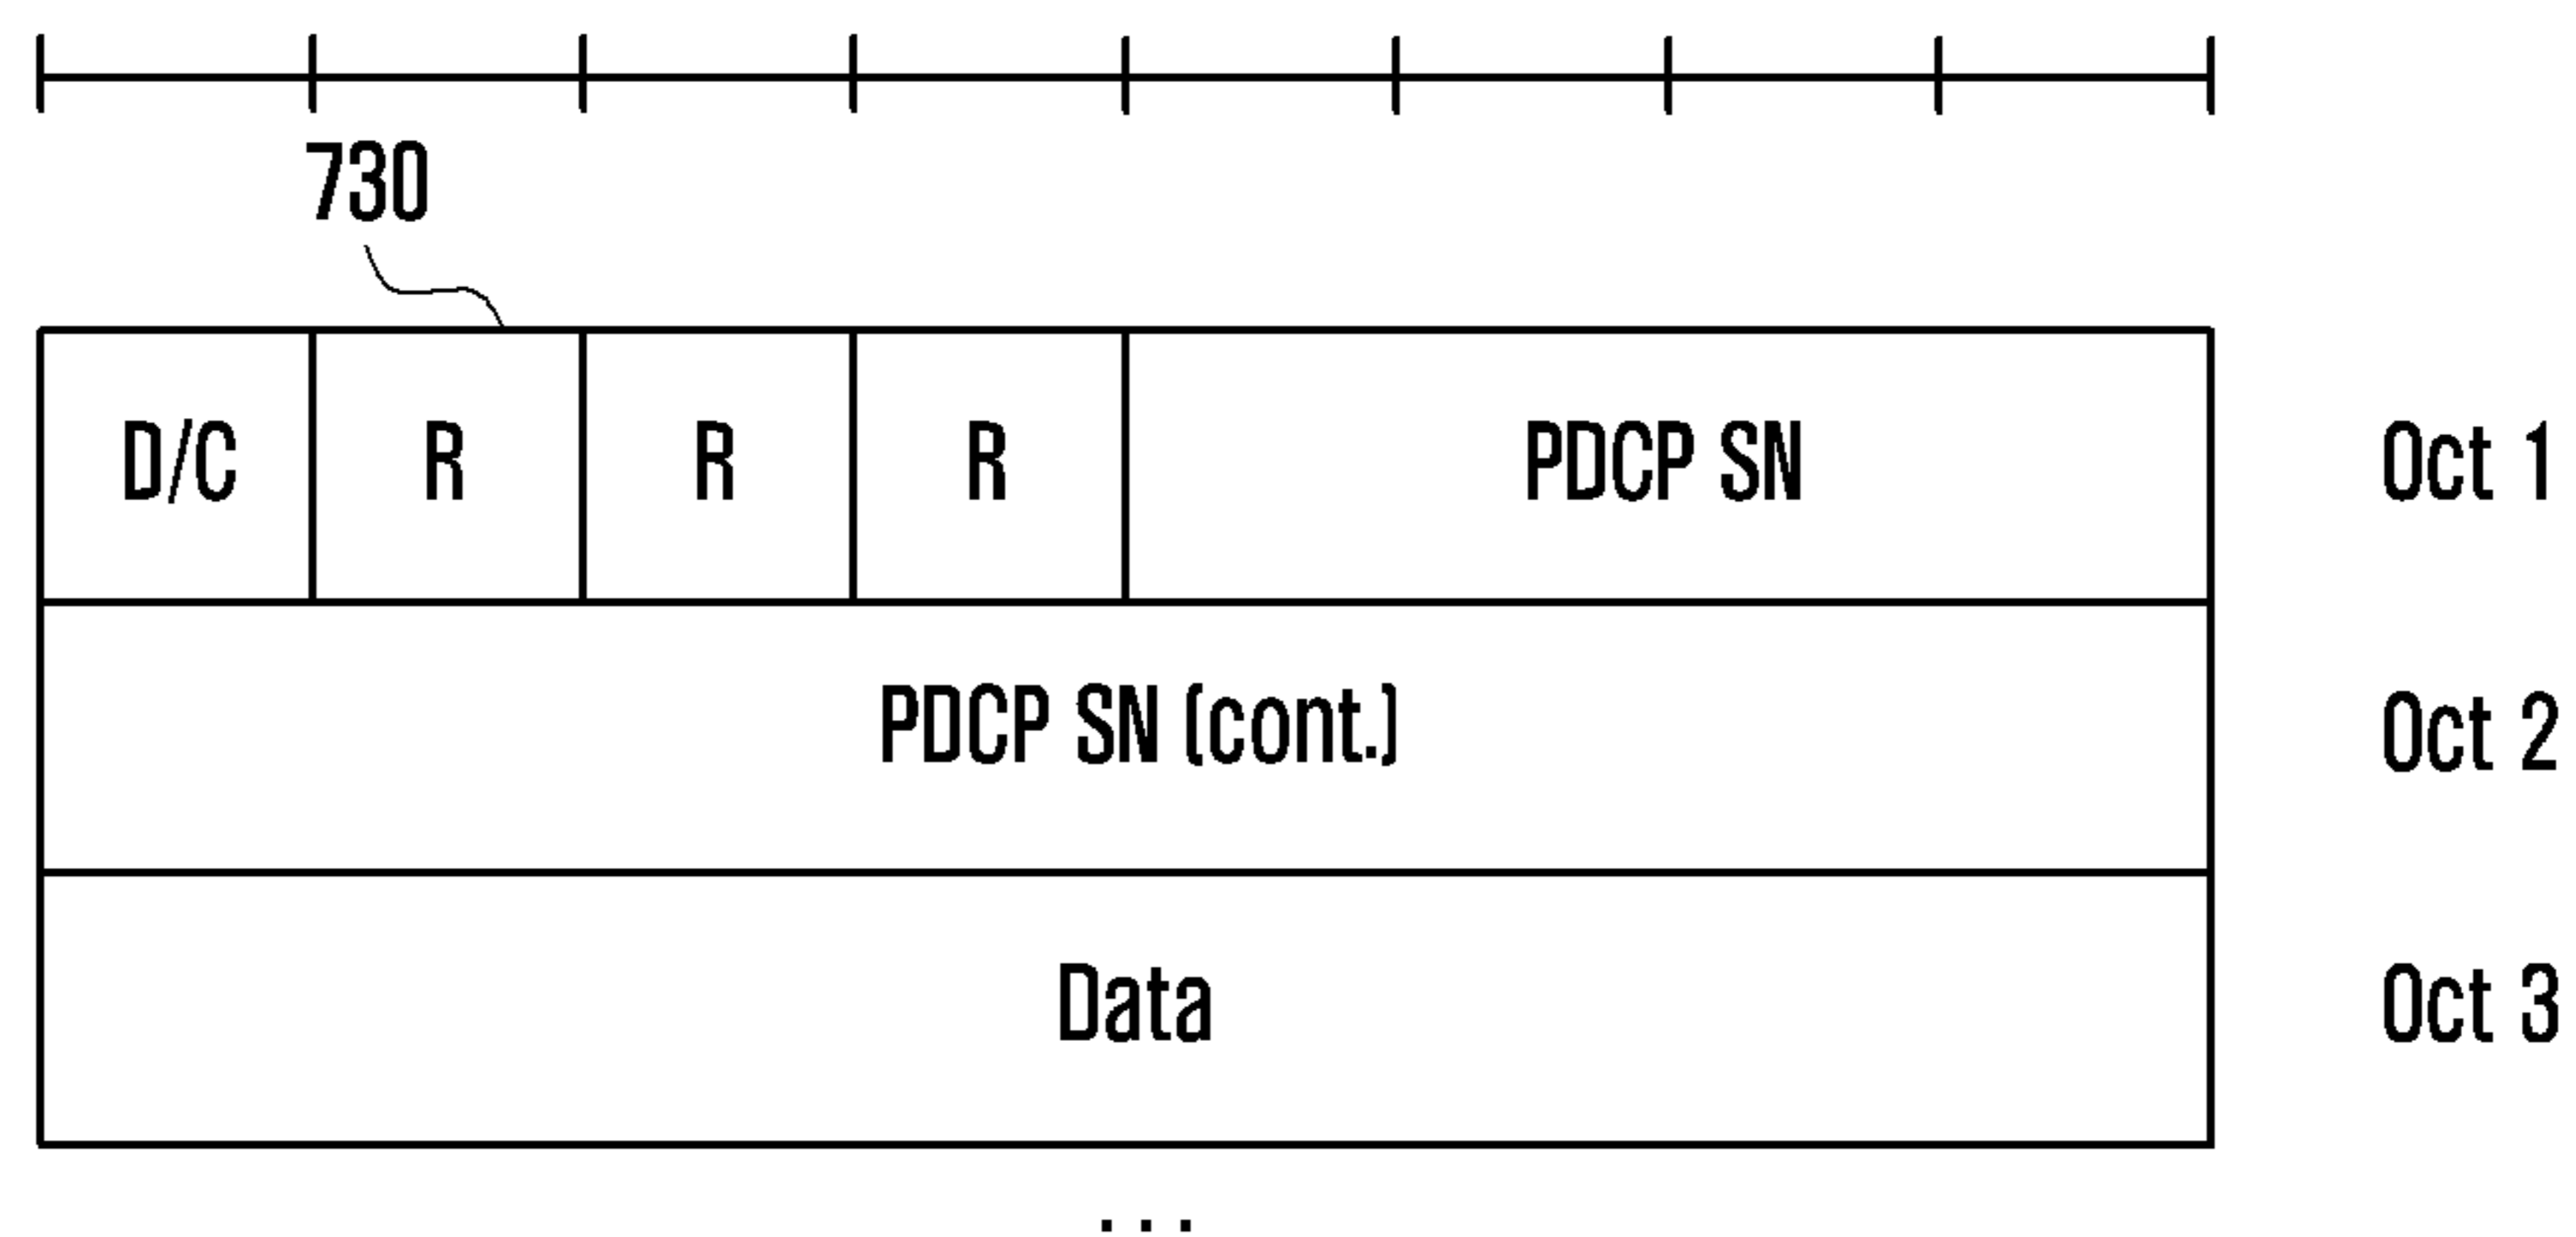 730
D/C R R R PDCP SN Oct 1
PDCP SN (cont.) Oct 2
Data Oct 3
...